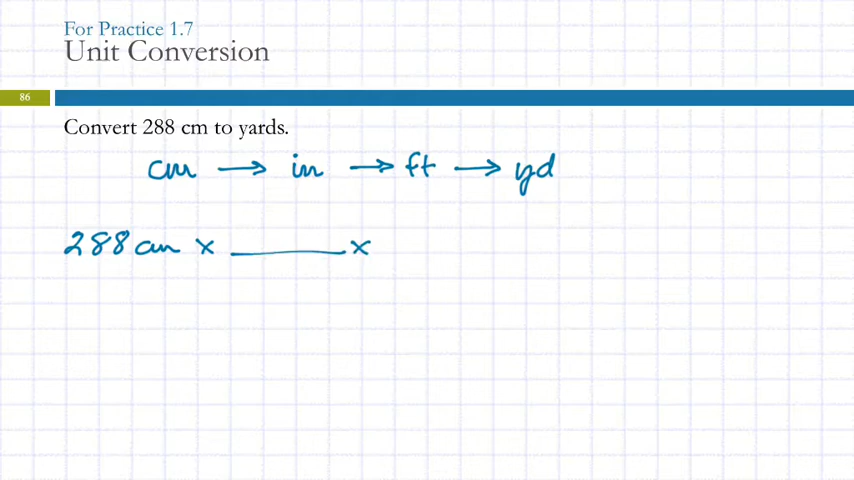 For Practice 1.7
Unit Conversion
86
Convert 288 cm to yards.
cm → in → ft → yd
288 cm x ______ x